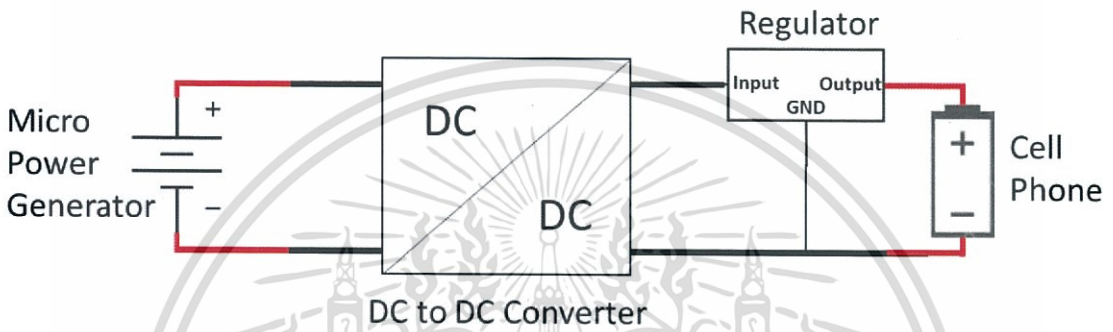 Regulator
Input Output
GND
Micro
Power
Generator
+
−
DC
DC
DC to DC Converter
+
−
Cell
Phone